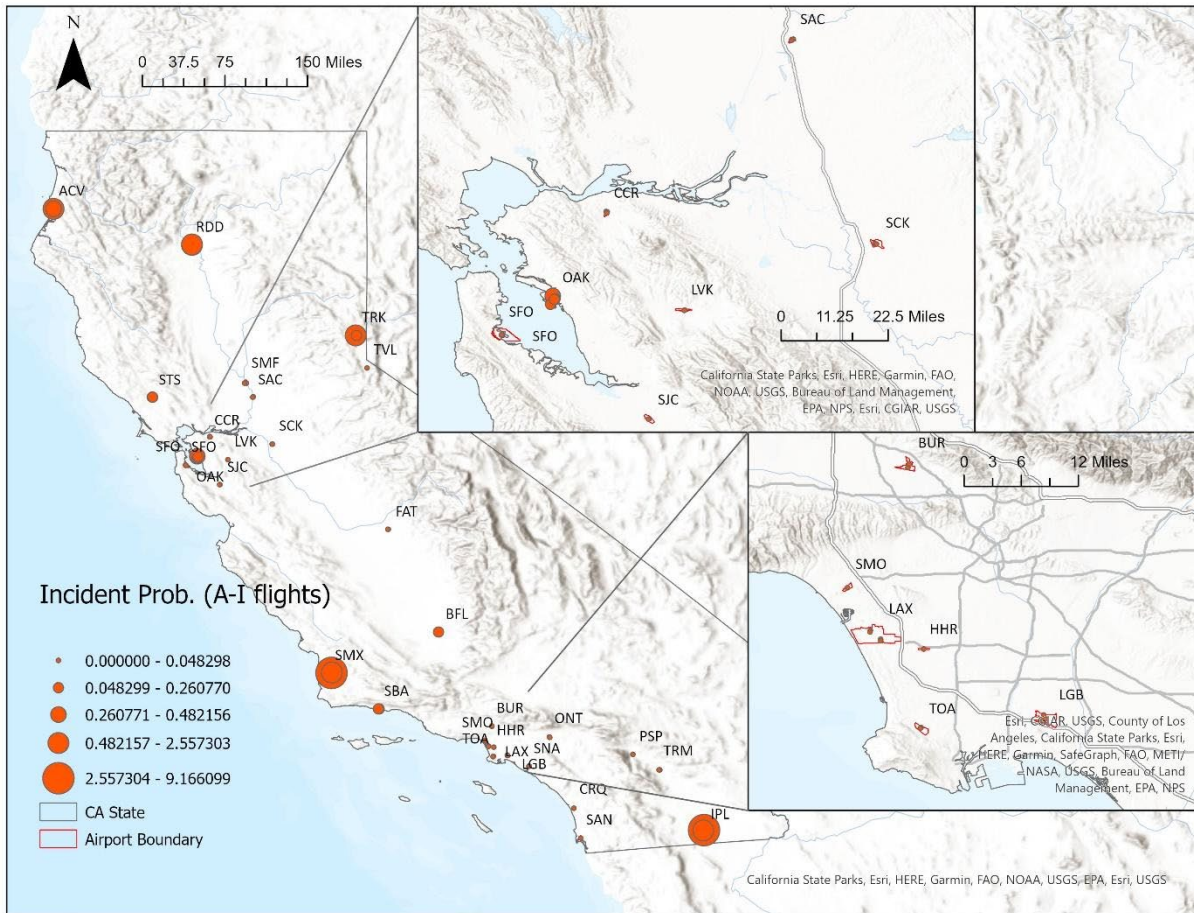 N
0 37.5 75 150 Miles
ACV
RDD
TRK
TVL
SMF
SAC
STS
CCR
SCK
LVK
SFO
SFO
SJC
OAK
FAT
BFL
SMX
SBA
BUR
SMO
HHR
ONT
TOA
LAX
SNA
LGB
PSP
TRM
CRQ
SAN
IPL
Incident Prob. (A-I flights)
0.000000 - 0.048298
0.048299 - 0.260770
0.260771 - 0.482156
0.482157 - 2.557303
2.557304 - 9.166099
CA State
Airport Boundary
SAC
CCR
SCK
OAK
LVK
SFO
SFO
0 11.25 22.5 Miles
SJC
California State Parks, Esri, HERE, Garmin, FAO,
NOAA, USGS, Bureau of Land Management,
EPA, NPS, Esri, CGIAR, USGS
BUR
0 3 6 12 Miles
SMO
LAX
HHR
LGB
TOA
Esri, CGIAR, USGS, County of Los
Angeles, California State Parks, Esri,
HERE, Garmin, SafeGraph, FAO, METI/
NASA, USGS, Bureau of Land
Management, EPA, NPS
California State Parks, Esri, HERE, Garmin, FAO, NOAA, USGS, EPA, Esri, USGS